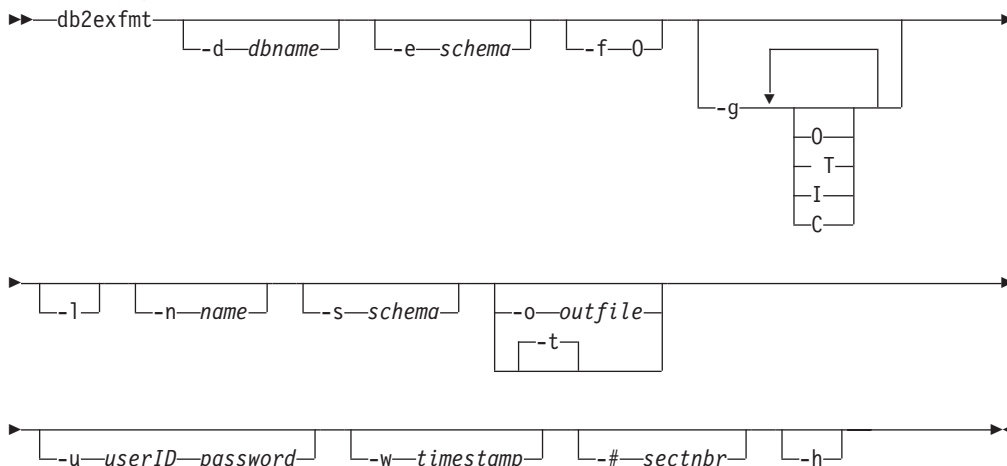 db2exfmt
-d dbname -e schema -f O
-g
O
T
I
C
-l -n name -s schema -o outfile
-t
-u userID password -w timestamp -# sectnbr -h